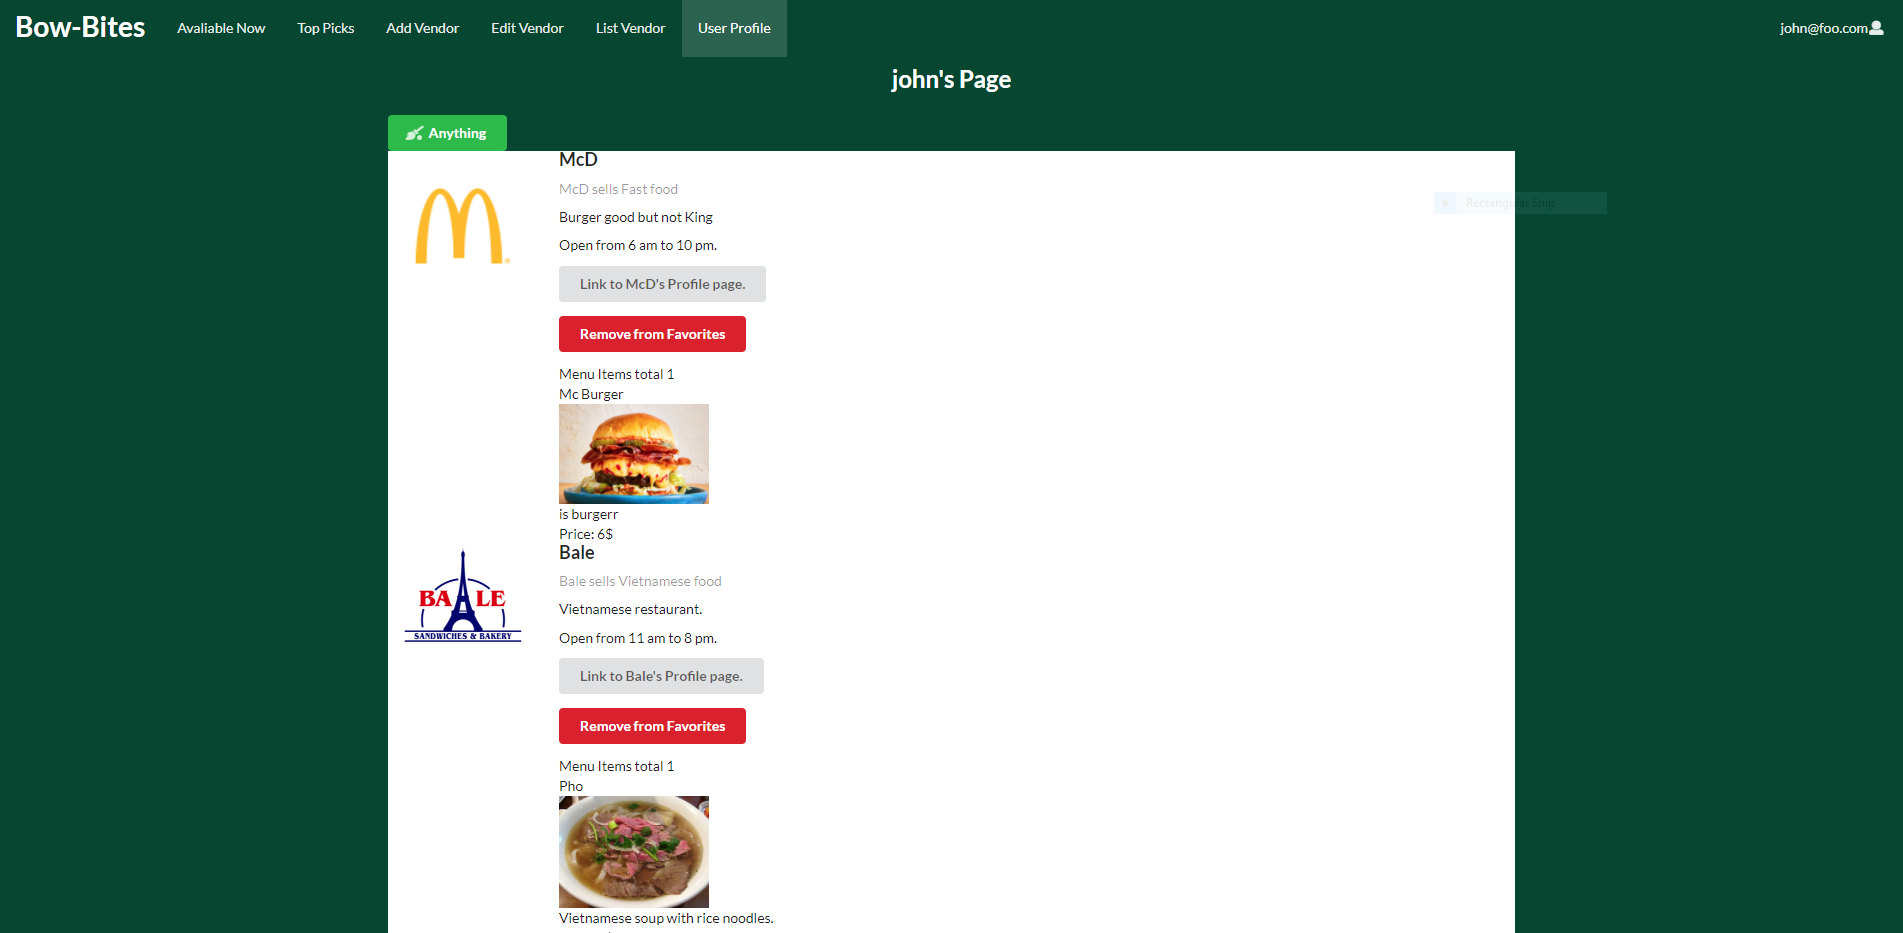 Bow-Bites
Avaliable Now
Top Picks
Add Vendor
Edit Vendor
List Vendor
User Profile
john@foo.com
john's Page
Anything
McD
McD sells Fast food
Burger good but not King
Open from 6 am to 10 pm.
Rectangular Snip
Link to McD's Profile page.
Remove from Favorites
Menu Items total 1
Mc Burger
is burgerr
Price: 6$
BA LE
SANDWICHES & BAKERY
Bale
Bale sells Vietnamese food
Vietnamese restaurant.
Open from 11 am to 8 pm.
Link to Bale's Profile page.
Remove from Favorites
Menu Items total 1
Pho
Vietnamese soup with rice noodles.